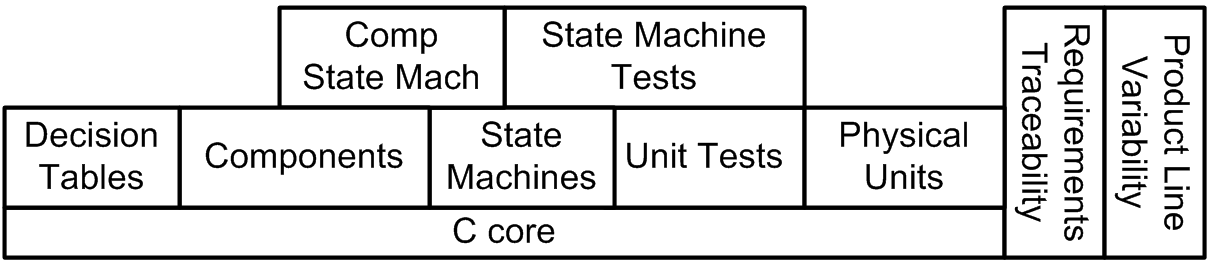 Comp
State Mach
State Machine
Tests
Requirements
Traceability
Product Line
Variability
Decision
Tables
Components
State
Machines
Unit Tests
Physical
Units
C core